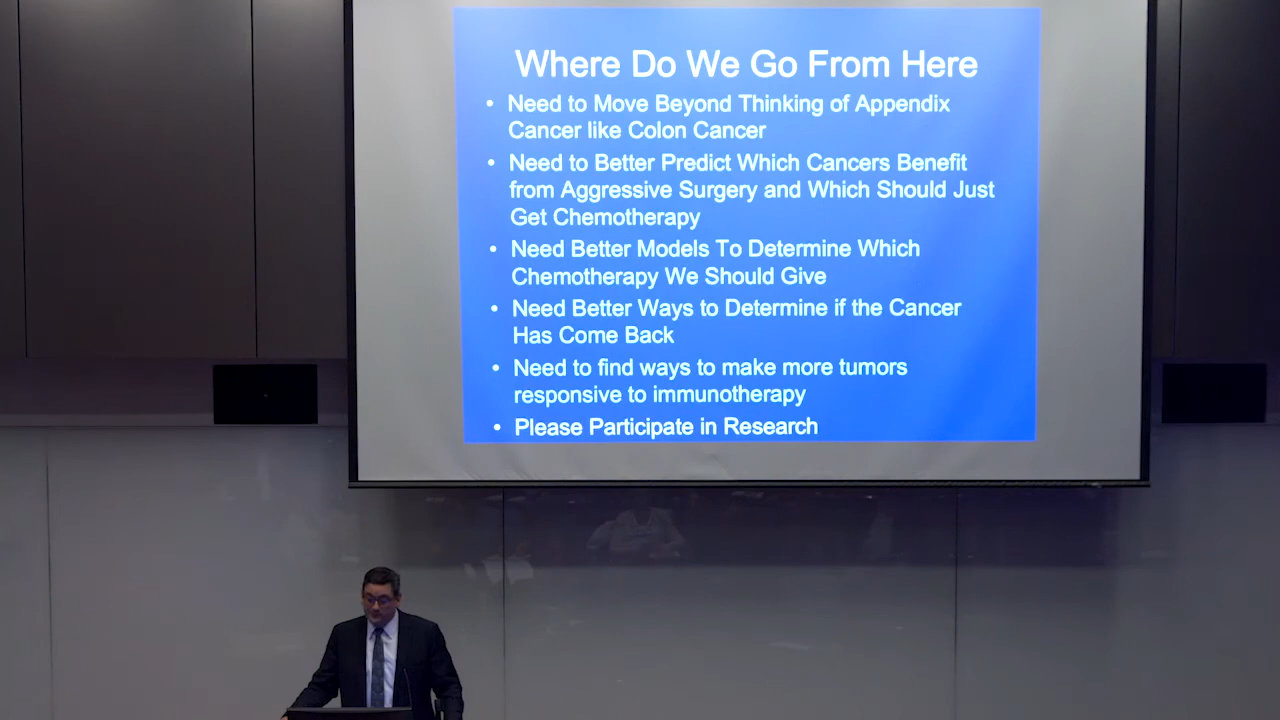 Where Do We Go From Here
• Need to Move Beyond Thinking of Appendix
Cancer like Colon Cancer
• Need to Better Predict Which Cancers Benefit
from Aggressive Surgery and Which Should Just
Get Chemotherapy
• Need Better Models To Determine Which
Chemotherapy We Should Give
• Need Better Ways to Determine if the Cancer
Has Come Back
• Need to find ways to make more tumors
responsive to immunotherapy
• Please Participate in Research